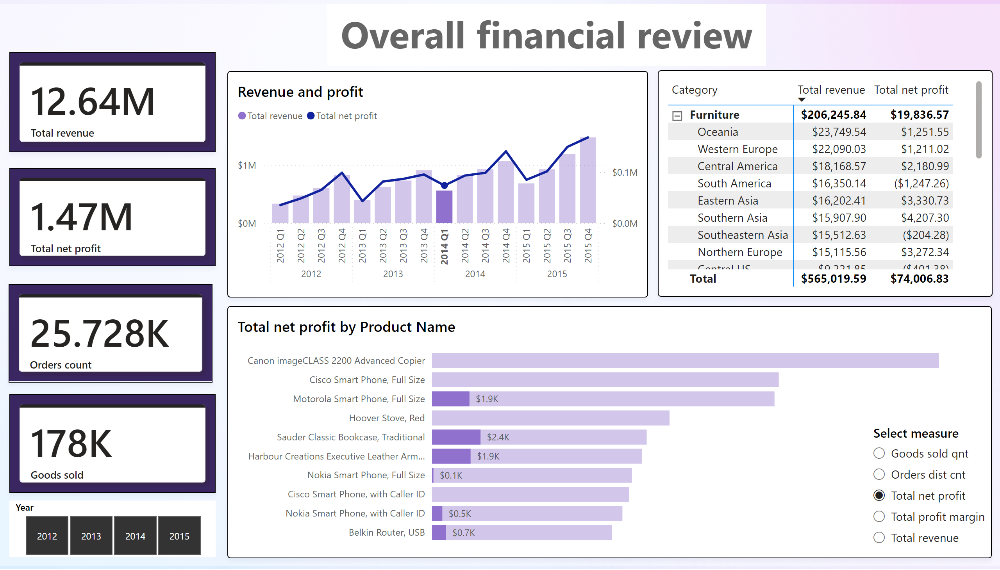 Overall financial review
12.64M
Total revenue
1.47M
Total net profit
25.728K
Orders count
178K
Goods sold
Year
2012 2013 2014 2015
Revenue and profit
Total revenue Total net profit
$1M
$0M
$0.1M
$0.0M
2012 Q1 2012 Q2 2012 Q3 2012 Q4 2013 Q1 2013 Q2 2013 Q3 2013 Q4 2014 Q1 2014 Q2 2014 Q3 2014 Q4 2015 Q1 2015 Q2 2015 Q3 2015 Q4
2012 2013 2014 2015
Category Total revenue Total net profit
Furniture $206,245.84 $19,836.57
Oceania $23,749.54 $1,251.55
Western Europe $22,090.03 $1,211.02
Central America $18,168.57 $2,180.99
South America $16,350.14 ($1,247.26)
Eastern Asia $16,202.41 $3,330.73
Southern Asia $15,907.90 $4,207.30
Southeastern Asia $15,512.63 ($204.28)
Northern Europe $15,115.56 $3,272.34
Central US $9,221.85 ($401.38)
Total $565,019.59 $74,006.83
Total net profit by Product Name
Canon imageCLASS 2200 Advanced Copier
Cisco Smart Phone, Full Size
Motorola Smart Phone, Full Size $1.9K
Hoover Stove, Red
Sauder Classic Bookcase, Traditional $2.4K
Harbour Creations Executive Leather Arm... $1.9K
Nokia Smart Phone, Full Size $0.1K
Cisco Smart Phone, with Caller ID
Nokia Smart Phone, with Caller ID $0.5K
Belkin Router, USB $0.7K
Select measure
Goods sold qnt
Orders dist cnt
Total net profit
Total profit margin
Total revenue